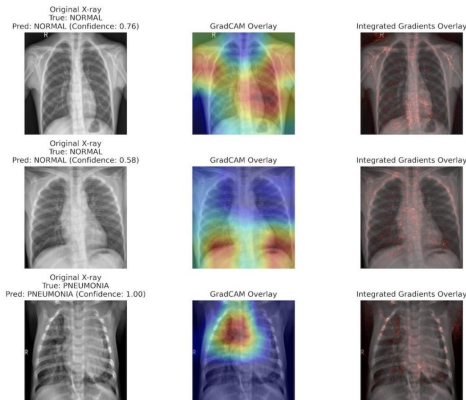 Original X-ray
True: NORMAL
Pred: NORMAL (Confidence: 0.76)
GradCAM Overlay
Integrated Gradients Overlay
R
Original X-ray
True: NORMAL
Pred: NORMAL (Confidence: 0.58)
GradCAM Overlay
Integrated Gradients Overlay
Original X-ray
True: PNEUMONIA
Pred: PNEUMONIA (Confidence: 1.00)
GradCAM Overlay
Integrated Gradients Overlay
R